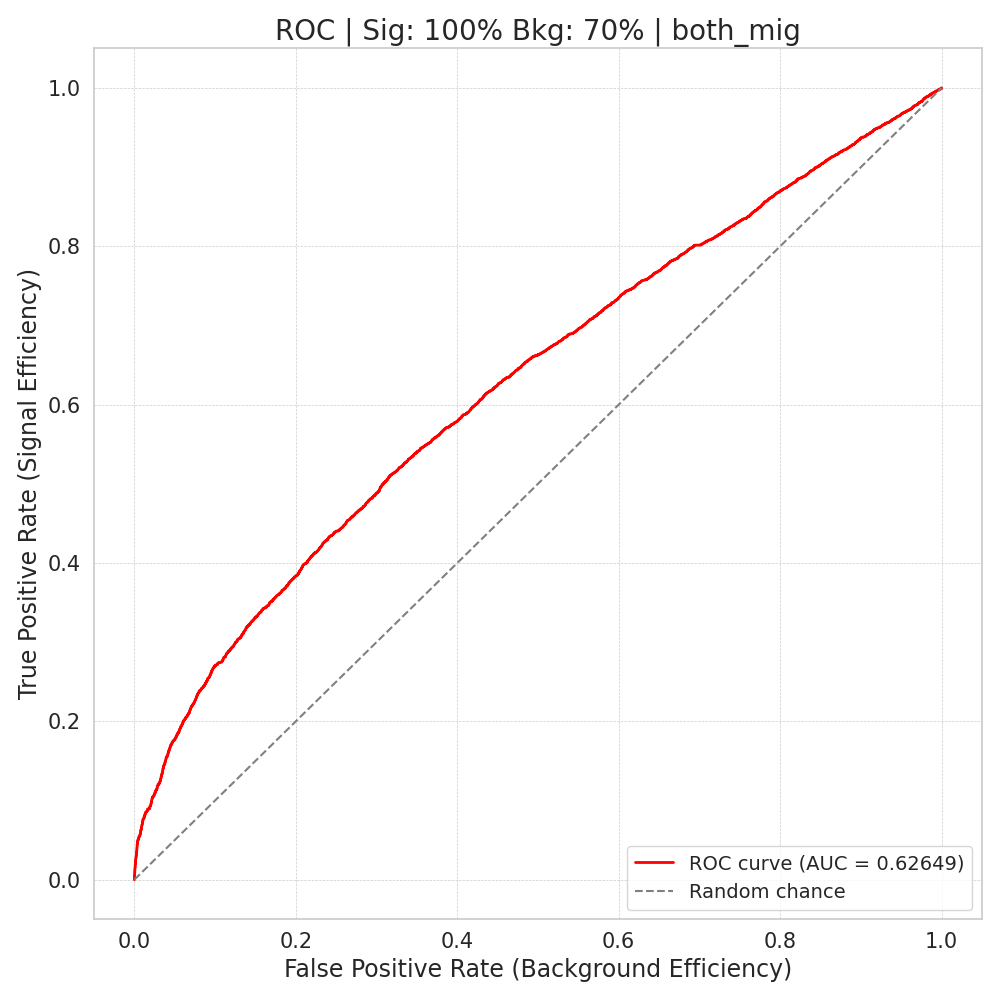 ROC | Sig: 100% Bkg: 70% | both_mig
True Positive Rate (Signal Efficiency)
1.0
0.8
0.6
0.4
0.2
0.0
ROC curve (AUC = 0.62649)
Random chance
0.0 0.2 0.4 0.6 0.8 1.0
False Positive Rate (Background Efficiency)